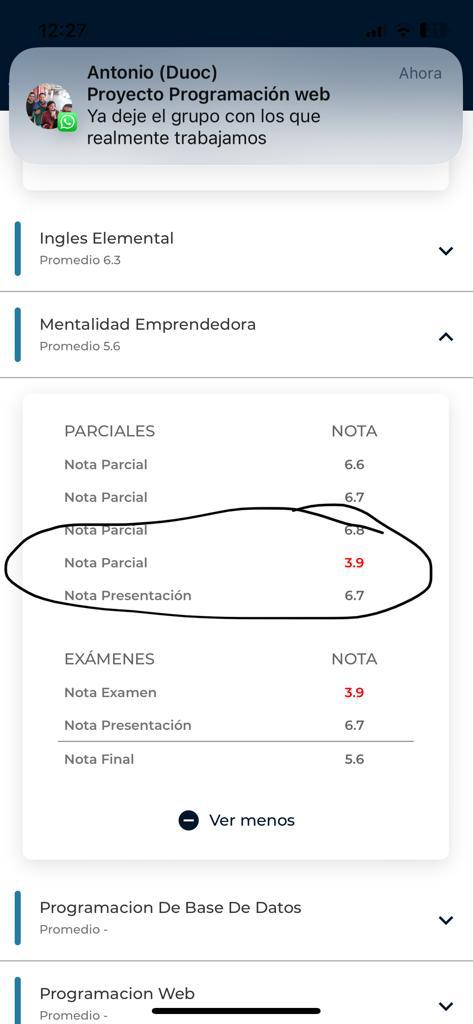 12:27
Antonio (Duoc)
Ahora
Proyecto Programación web
Ya deje el grupo con los que
realmente trabajamos
Ingles Elemental
Promedio 6.3
Mentalidad Emprendedora
Promedio 5.6
PARCIALES NOTA
Nota Parcial 6.6
Nota Parcial 6.7
Nota Parcial 6.8
Nota Parcial 3.9
Nota Presentación 6.7
EXÁMENES NOTA
Nota Examen 3.9
Nota Presentación 6.7
Nota Final 5.6
Ver menos
Programacion De Base De Datos
Promedio -
Programacion Web
Promedio -